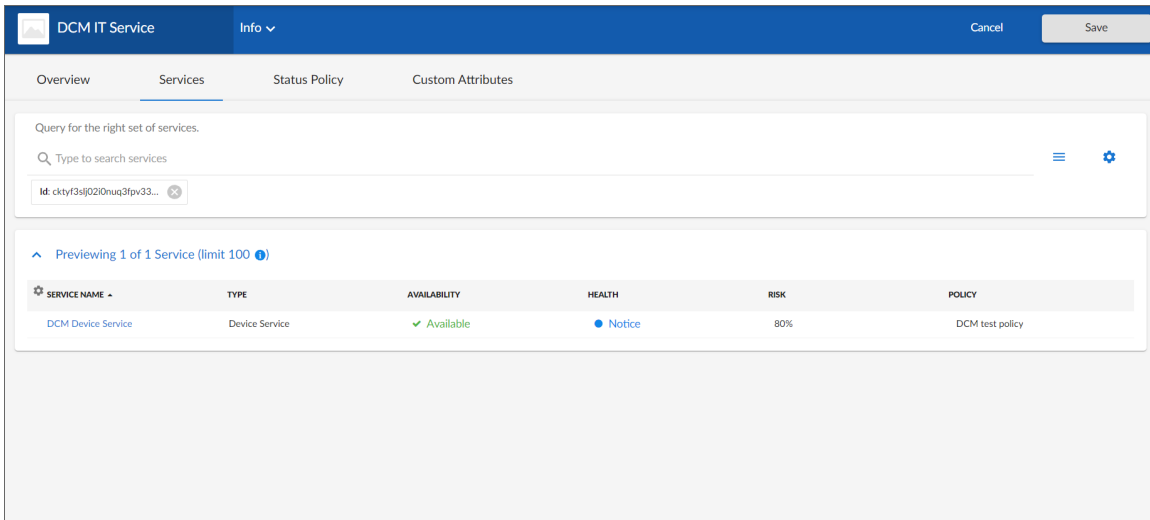 DCM IT Service Info Cancel Save
Overview Services Status Policy Custom Attributes
Query for the right set of services.
Type to search services
Id: cktyf3slj02i0nuq3fpv33...
Previewing 1 of 1 Service (limit 100 i)
SERVICE NAME TYPE AVAILABILITY HEALTH RISK POLICY
DCM Device Service Device Service Available Notice 80% DCM test policy